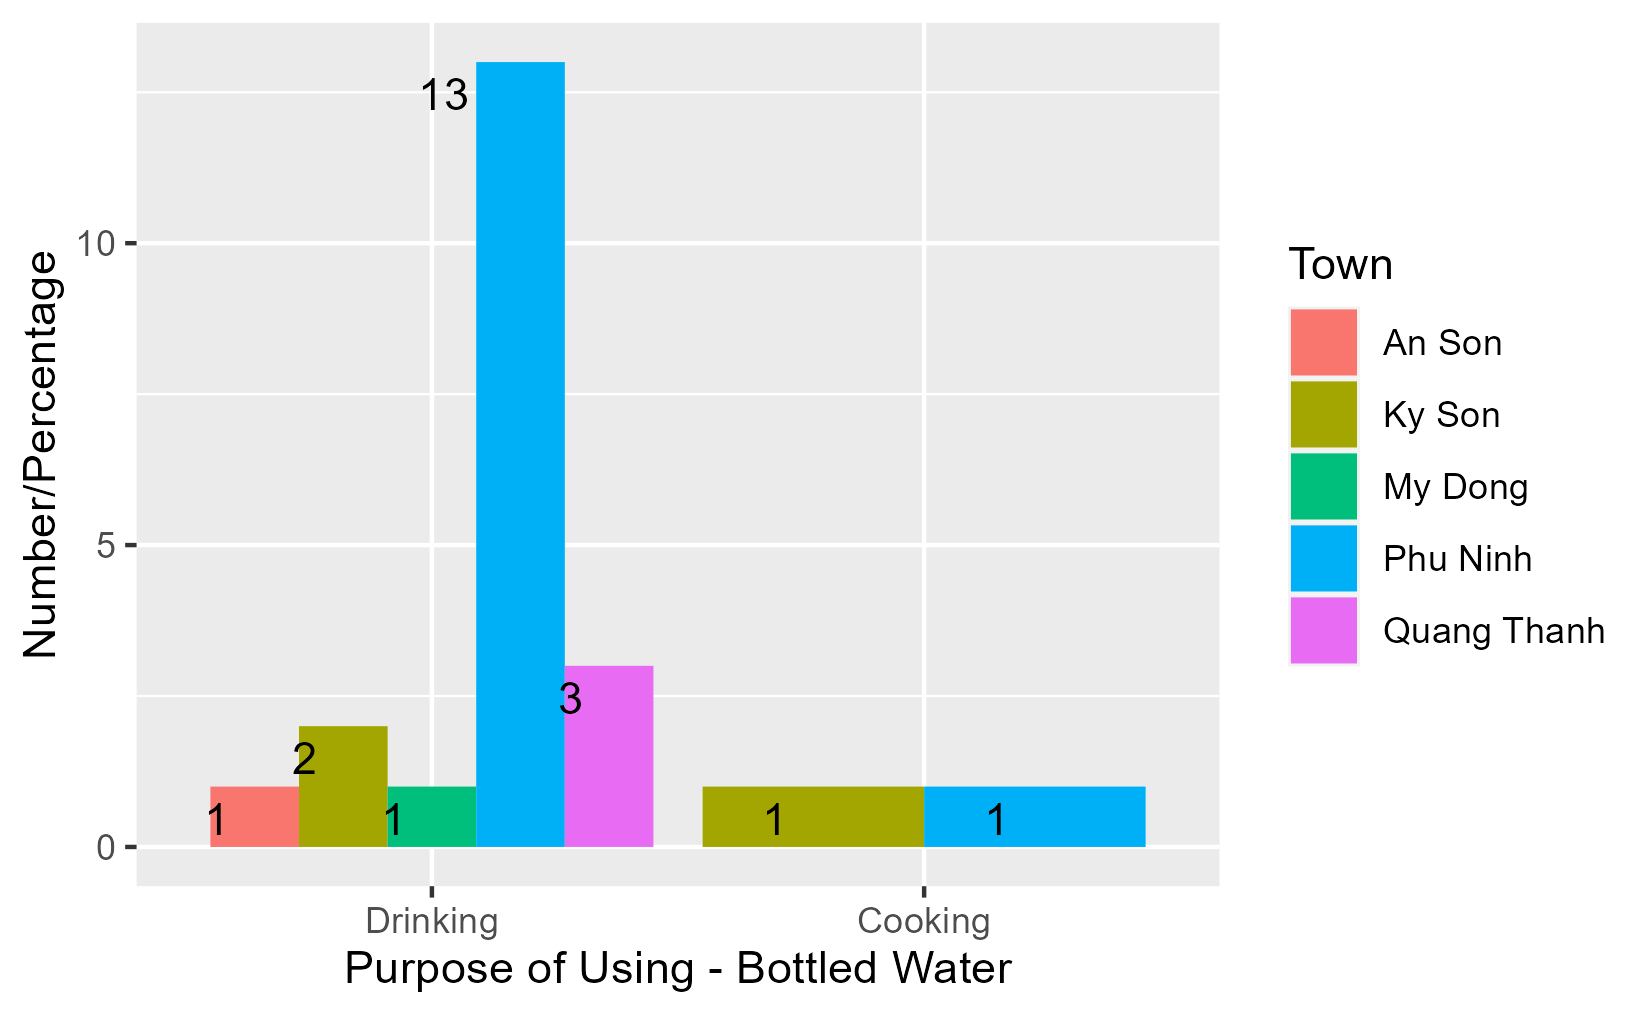 Number/Percentage
10
5
0
13
3
2
1
1
1
1
Drinking
Cooking
Purpose of Using - Bottled Water
Town
An Son
Ky Son
My Dong
Phu Ninh
Quang Thanh